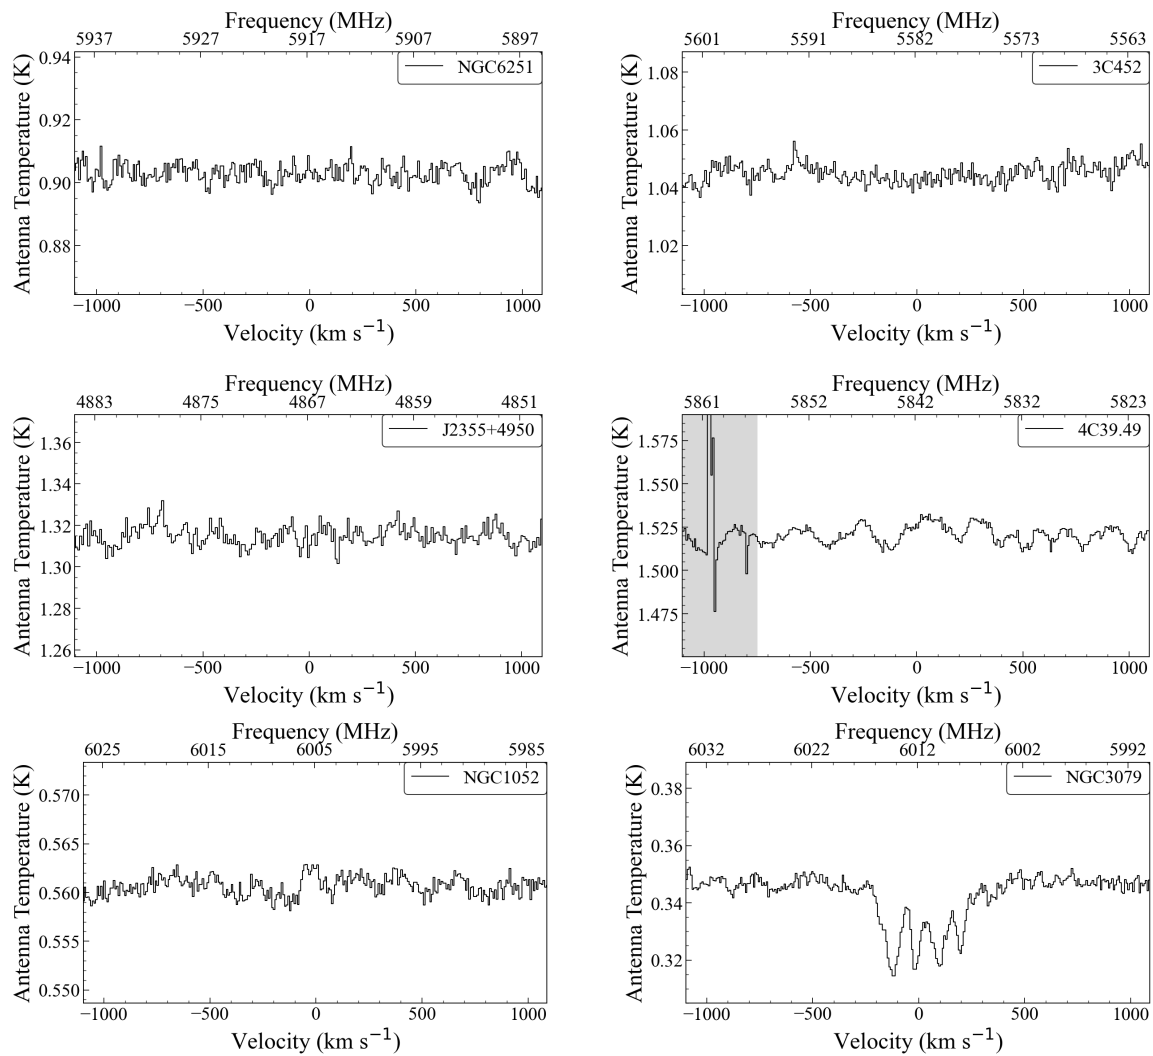 Frequency (MHz)
5937 5927 5917 5907 5897
NGC6251
Antenna Temperature (K)
0.94
0.92
0.90
0.88
−1000 −500 0 500 1000
Velocity (km s−1)
Frequency (MHz)
5601 5591 5582 5573 5563
3C452
Antenna Temperature (K)
1.08
1.06
1.04
1.02
−1000 −500 0 500 1000
Velocity (km s−1)
Frequency (MHz)
4883 4875 4867 4859 4851
J2355+4950
Antenna Temperature (K)
1.36
1.34
1.32
1.30
1.28
1.26
−1000 −500 0 500 1000
Velocity (km s−1)
Frequency (MHz)
5861 5852 5842 5832 5823
4C39.49
Antenna Temperature (K)
1.575
1.550
1.525
1.500
1.475
−1000 −500 0 500 1000
Velocity (km s−1)
Frequency (MHz)
6025 6015 6005 5995 5985
NGC1052
Antenna Temperature (K)
0.570
0.565
0.560
0.555
0.550
−1000 −500 0 500 1000
Velocity (km s−1)
Frequency (MHz)
6032 6022 6012 6002 5992
NGC3079
Antenna Temperature (K)
0.38
0.36
0.34
0.32
−1000 −500 0 500 1000
Velocity (km s−1)